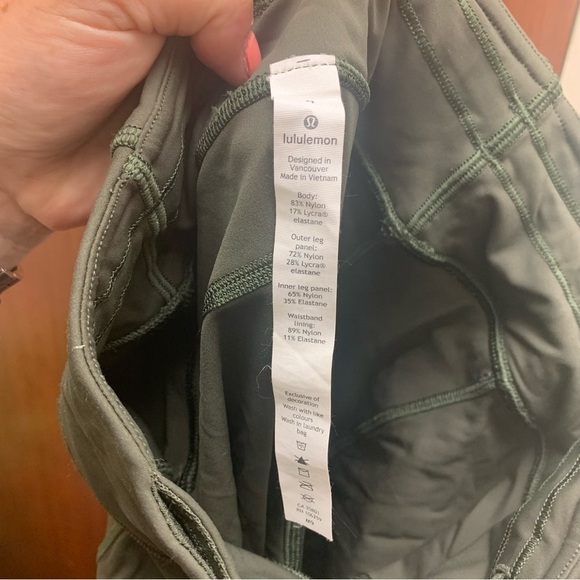 lululemon
Designed in
Vancouver
Made in Vietnam
Body:
83% Nylon
17% Lycra®
elastane
Outer leg
panel:
72% Nylon
28% Lycra®
elastane
Inner leg panel:
65% Nylon
35% Elastane
Waistband
lining:
89% Nylon
11% Elastane
Exclusive of
decoration
Wash with like
colours
Wash in laundry
bag